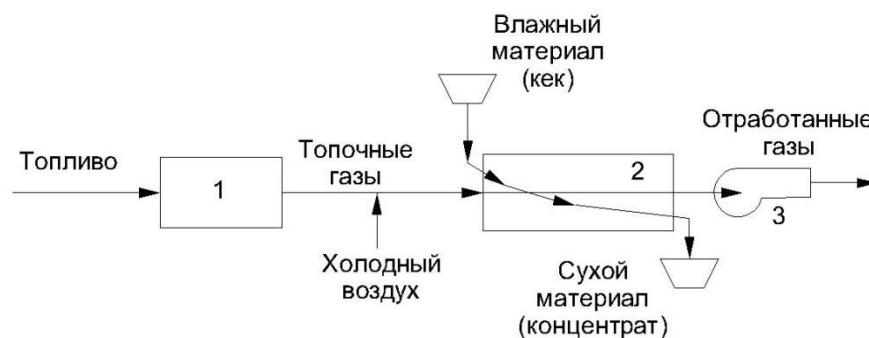 Влажный
материал
(кек)
Топливо
1
Топочные
газы
Холодный
воздух
2
Отработанные
газы
3
Сухой
материал
(концентрат)